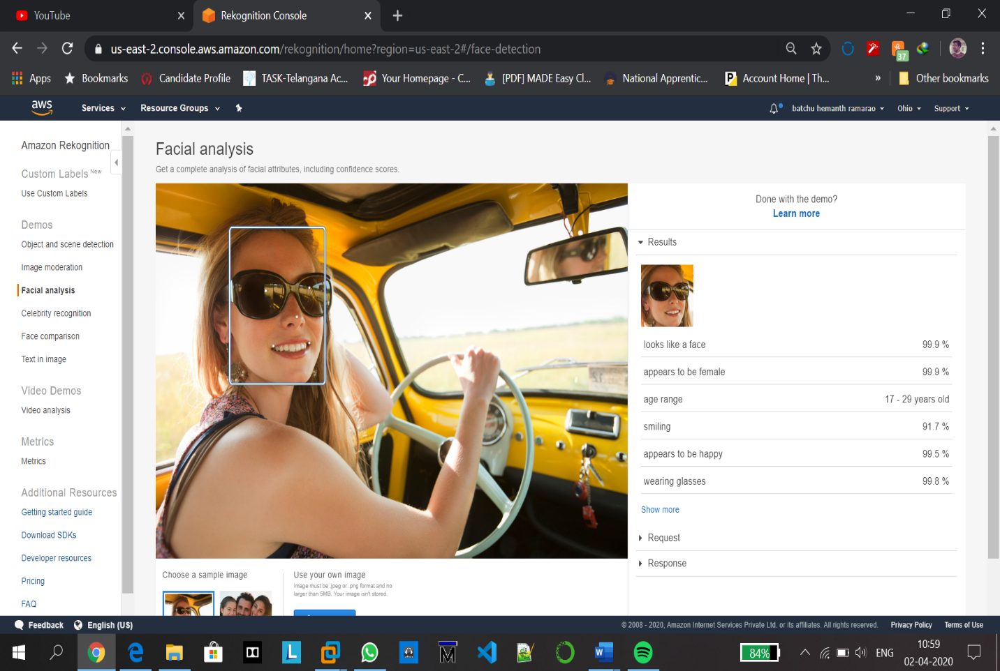 YouTube
Rekognition Console
us-east-2.console.aws.amazon.com/rekognition/home?region=us-east-2#/face-detection
37
Apps Bookmarks Candidate Profile TASK-Telangana Ac... Your Homepage - C... [PDF] MADE Easy Cl... National Apprentic... Account Home | Th... » Other bookmarks
aws Services Resource Groups batchu hemanth ramarao Ohio Support
Amazon Rekognition
Custom Labels New
Use Custom Labels
Demos
Object and scene detection
Image moderation
Facial analysis
Celebrity recognition
Face comparison
Text in image
Video Demos
Video analysis
Metrics
Metrics
Additional Resources
Getting started guide
Download SDKs
Developer resources
Pricing
FAQ
Facial analysis
Get a complete analysis of facial attributes, including confidence scores.
Choose a sample image
Use your own image
Image must be .jpeg or .png format and no
larger than 5MB. Your image isn't stored.
Done with the demo?
Learn more
Results
looks like a face 99.9 %
appears to be female 99.9 %
age range 17 - 29 years old
smiling 91.7 %
appears to be happy 99.5 %
wearing glasses 99.8 %
Show more
Request
Response
Feedback English (US) © 2008 - 2020, Amazon Internet Services Private Ltd. or its affiliates. All rights reserved. Privacy Policy Terms of Use
84% ENG
10:59
02-04-2020